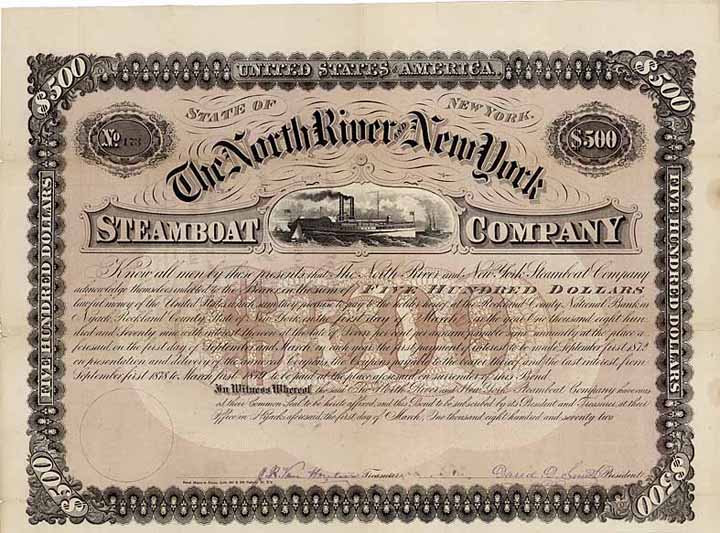 $500
UNITED STATES OF AMERICA.
$500
STATE OF
NEW YORK.
No 173
$500
The North River and New York
STEAMBOAT COMPANY
FIVE HUNDRED DOLLARS
FIVE HUNDRED DOLLARS
Know all men by these presents that The North River and New York Steamboat Company
acknowledge themselves indebted to the bearer in the sum of FIVE HUNDRED DOLLARS
lawful money of the United States which sum they promise to pay to the bearer at the Rockland County National Bank in
Nyack, Rockland County State of New York on the first day of March in the year One thousand eight hun-
dred and seventy nine with interest thereon at the rate of seven per cent per annum payable semi annually at the place a
foresaid on the first day of September and March in each year the first payment of interest to be made September first 1872
on presentation and delivery of the annexed coupons the coupon payable to the bearer thereof and the last interest, from
September first 1878 to March first 1879 to be paid at the place aforesaid on surrender of this Bond.
In Witness Whereof the said The North River and New York Steamboat Company have caus
ed their Common Seal to be hereto affixed, and this Bond to be subscribed by its President and Treasurer, at their
Office in Nyack aforesaid the first day of March, One thousand eight hundred and seventy two
Treasurer David D. Smith President
$500
$500